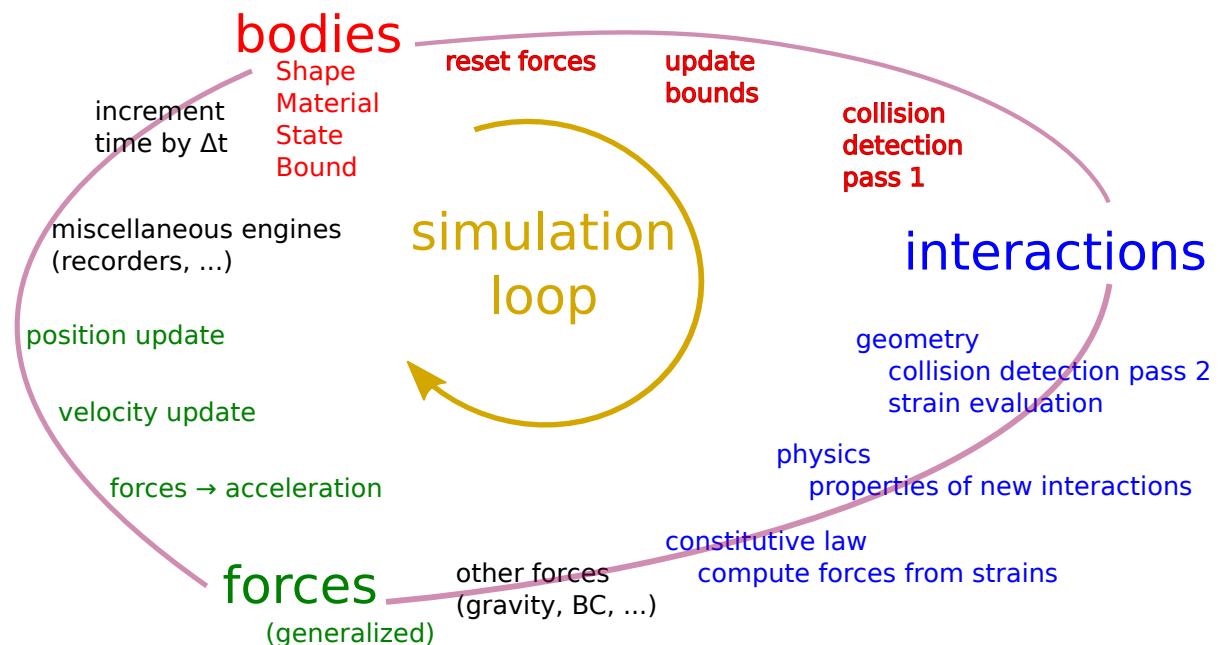 bodies
Shape
Material
State
Bound
reset forces
update
bounds
collision
detection
pass 1
interactions
geometry
collision detection pass 2
strain evaluation
physics
properties of new interactions
constitutive law
compute forces from strains
other forces
(gravity, BC, ...)
forces
(generalized)
forces → acceleration
velocity update
position update
miscellaneous engines
(recorders, ...)
increment
time by Δt
simulation
loop